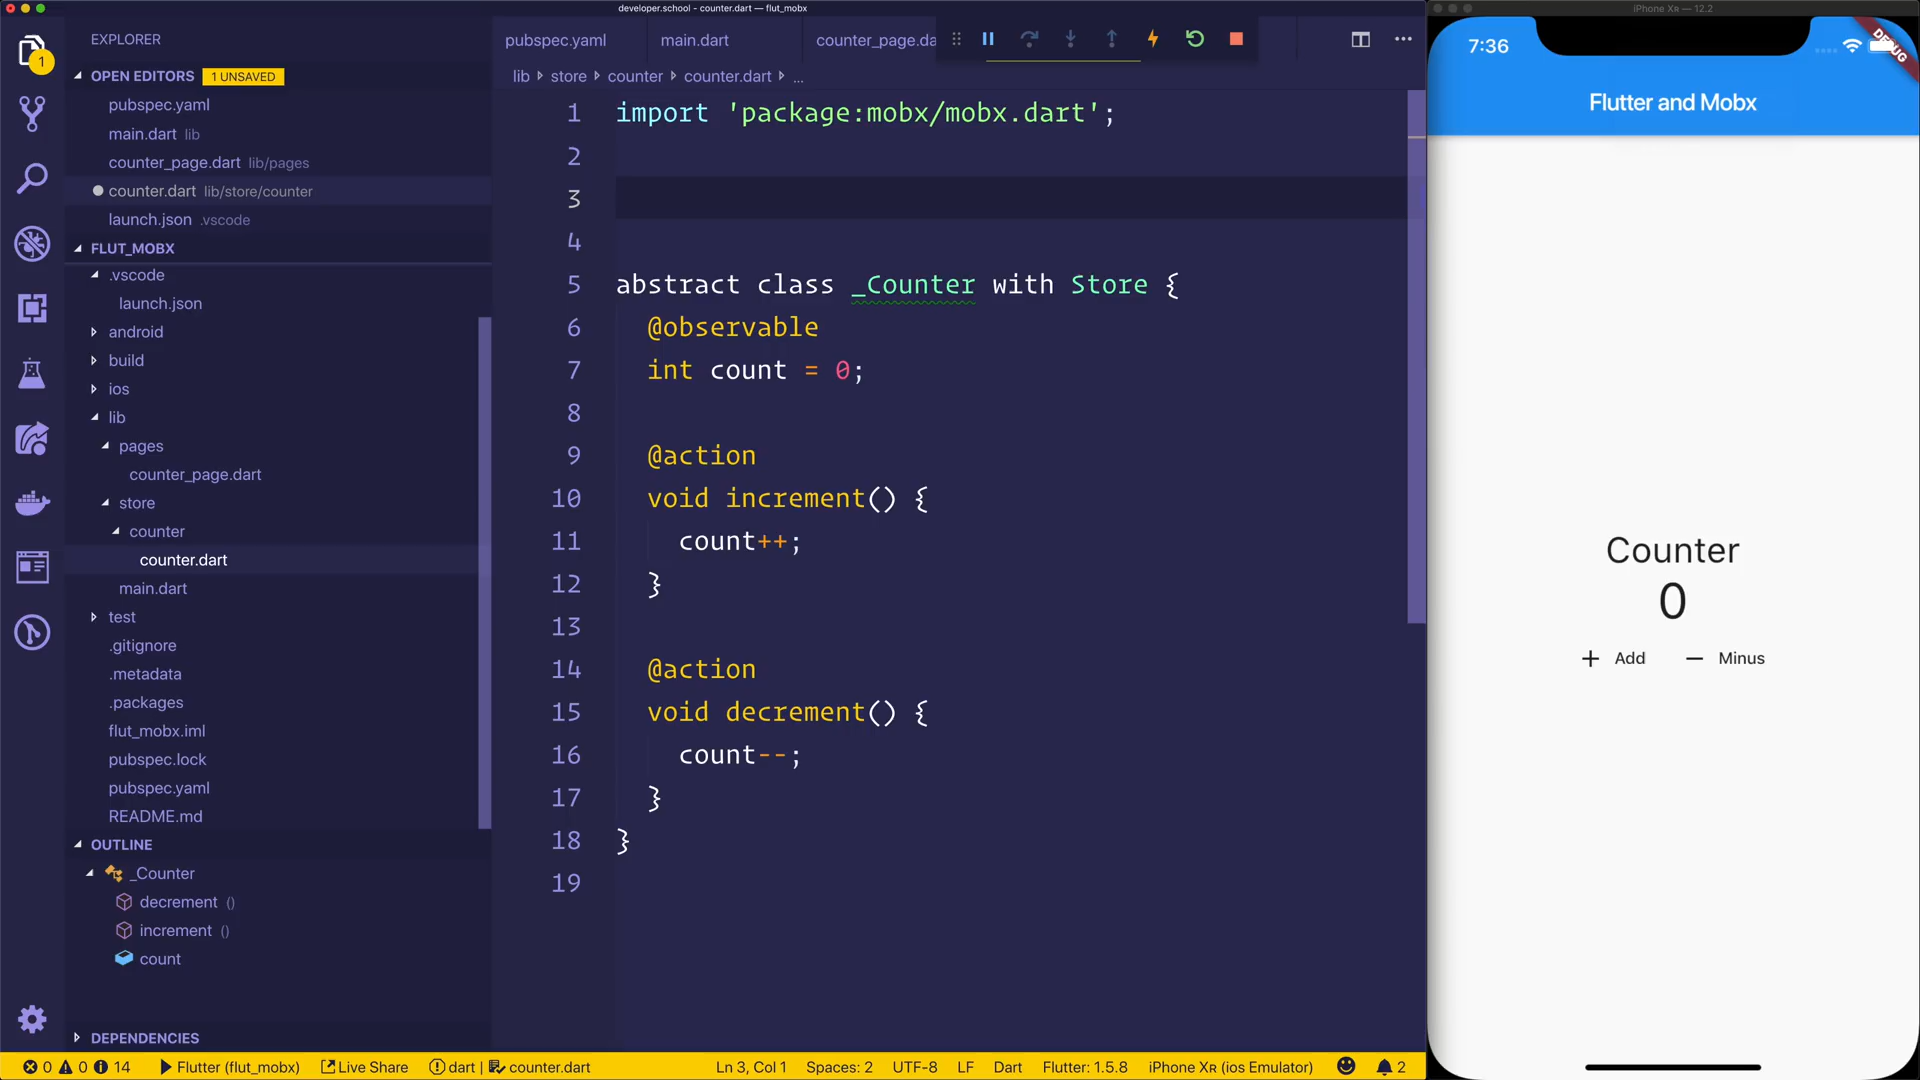 developer.school - counter.dart — flut_mobx
iPhone Xʀ — 12.2
1
EXPLORER
OPEN EDITORS 1 UNSAVED
pubspec.yaml
main.dart lib
counter_page.dart lib/pages
counter.dart lib/store/counter
launch.json .vscode
FLUT_MOBX
.vscode
launch.json
android
build
ios
lib
pages
counter_page.dart
store
counter
counter.dart
main.dart
test
.gitignore
.metadata
.packages
flut_mobx.iml
pubspec.lock
pubspec.yaml
README.md
OUTLINE
_Counter
decrement ()
increment ()
count
DEPENDENCIES
pubspec.yaml main.dart counter_page.da
lib store counter counter.dart ...
1 import 'package:mobx/mobx.dart';
2
3
4
5 abstract class _Counter with Store {
6 @observable
7 int count = 0;
8
9 @action
10 void increment() {
11 count++;
12 }
13
14 @action
15 void decrement() {
16 count--;
17 }
18 }
19
7:36
DEBUG
Flutter and Mobx
Counter
0
+ Add — Minus
0 0 14 Flutter (flut_mobx) Live Share dart | counter.dart Ln 3, Col 1 Spaces: 2 UTF-8 LF Dart Flutter: 1.5.8 iPhone Xʀ (ios Emulator) 2